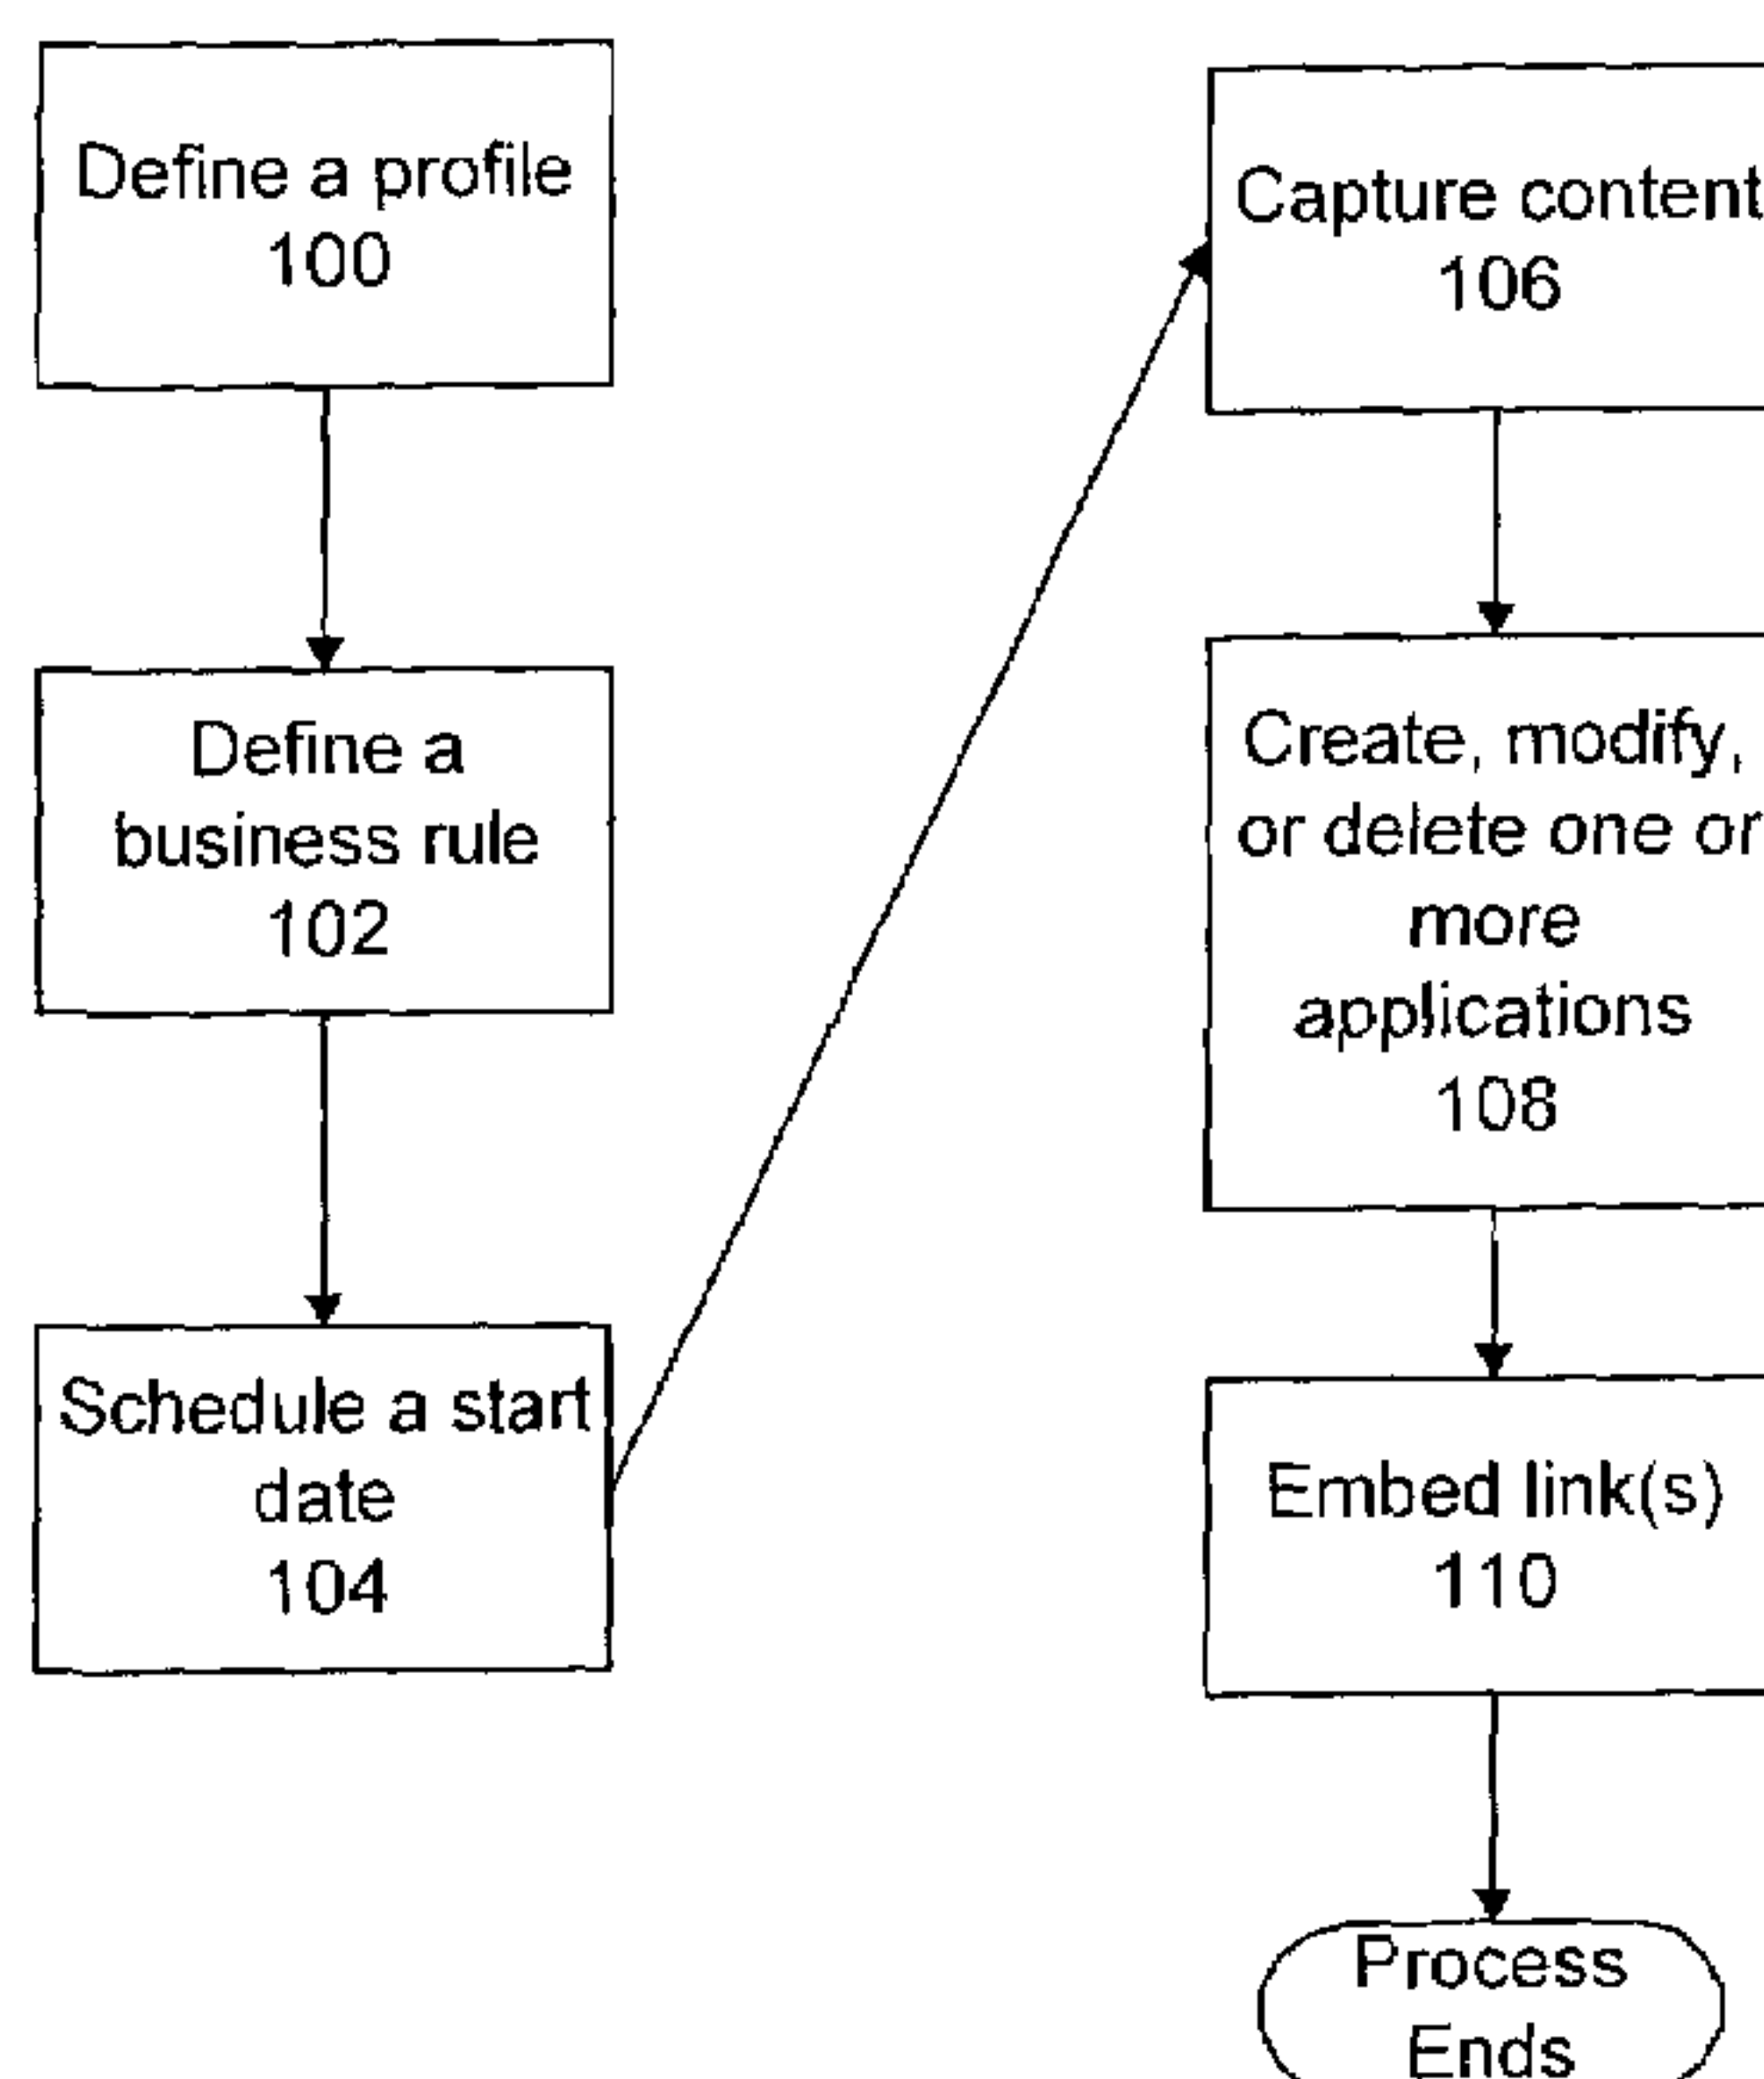 Define a profile
100
Define a
business rule
102
Schedule a start
date
104
Capture content
106
Create, modify,
or delete one or
more
applications
108
Embed link(s)
110
Process
Ends